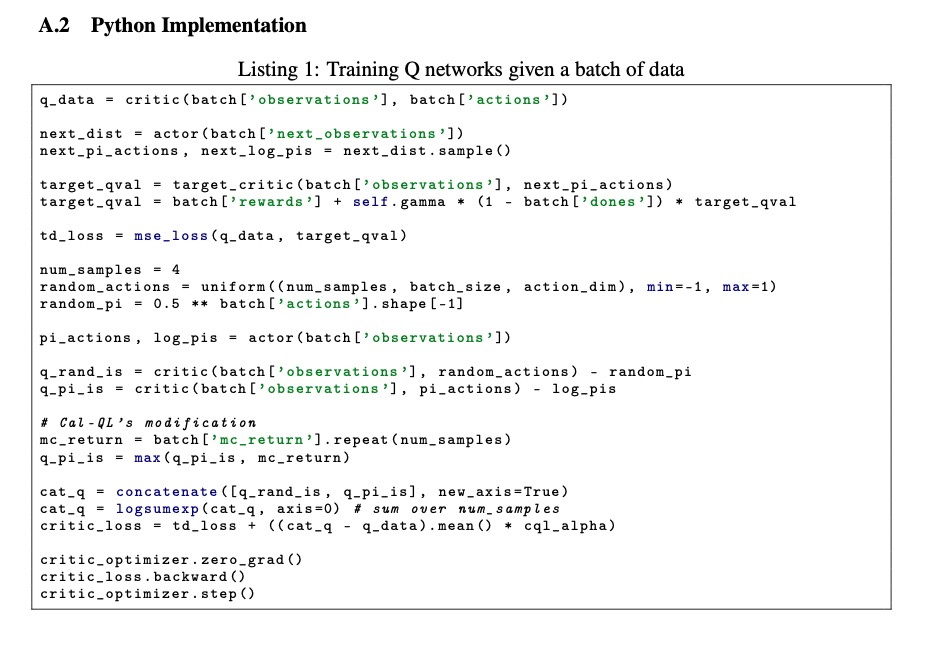 A.2 Python Implementation
Listing 1: Training Q networks given a batch of data
q_data = critic(batch['observations'], batch['actions'])
next_dist = actor(batch['next_observations'])
next_pi_actions, next_log_pis = next_dist.sample()
target_qval = target_critic(batch['observations'], next_pi_actions)
target_qval = batch['rewards'] + self.gamma * (1 - batch['dones']) * target_qval
td_loss = mse_loss(q_data, target_qval)
num_samples = 4
random_actions = uniform((num_samples, batch_size, action_dim), min=-1, max=1)
random_pi = 0.5 ** batch['actions'].shape[-1]
pi_actions, log_pis = actor(batch['observations'])
q_rand_is = critic(batch['observations'], random_actions) - random_pi
q_pi_is = critic(batch['observations'], pi_actions) - log_pis
# Cal-QL's modification
mc_return = batch['mc_return'].repeat(num_samples)
q_pi_is = max(q_pi_is, mc_return)
cat_q = concatenate([q_rand_is, q_pi_is], new_axis=True)
cat_q = logsumexp(cat_q, axis=0) # sum over num_samples
critic_loss = td_loss + ((cat_q - q_data).mean() * cql_alpha)
critic_optimizer.zero_grad()
critic_loss.backward()
critic_optimizer.step()